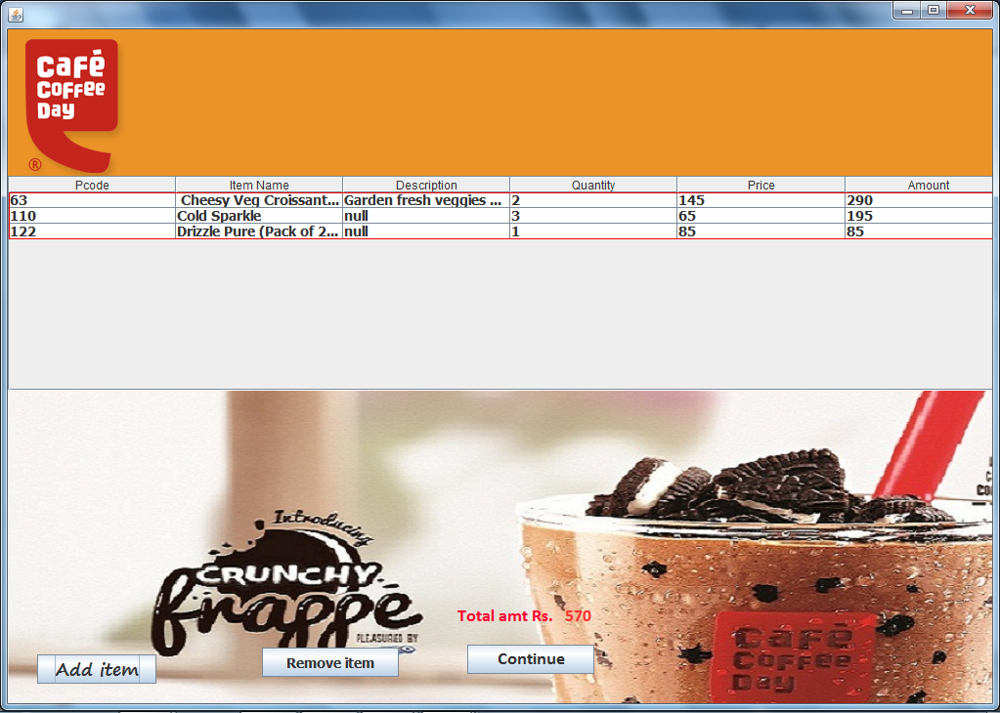 Café
Coffee
Day
®
Pcode Item Name Description Quantity Price Amount
63 Cheesy Veg Croissant... Garden fresh veggies ... 2 145 290
110 Cold Sparkle null 3 65 195
122 Drizzle Pure (Pack of 2... null 1 85 85
Introducing
CRUNCHY
frappe
PLEASURED BY
Total amt Rs. 570
Add item Remove item Continue
Café
Coffee
Day